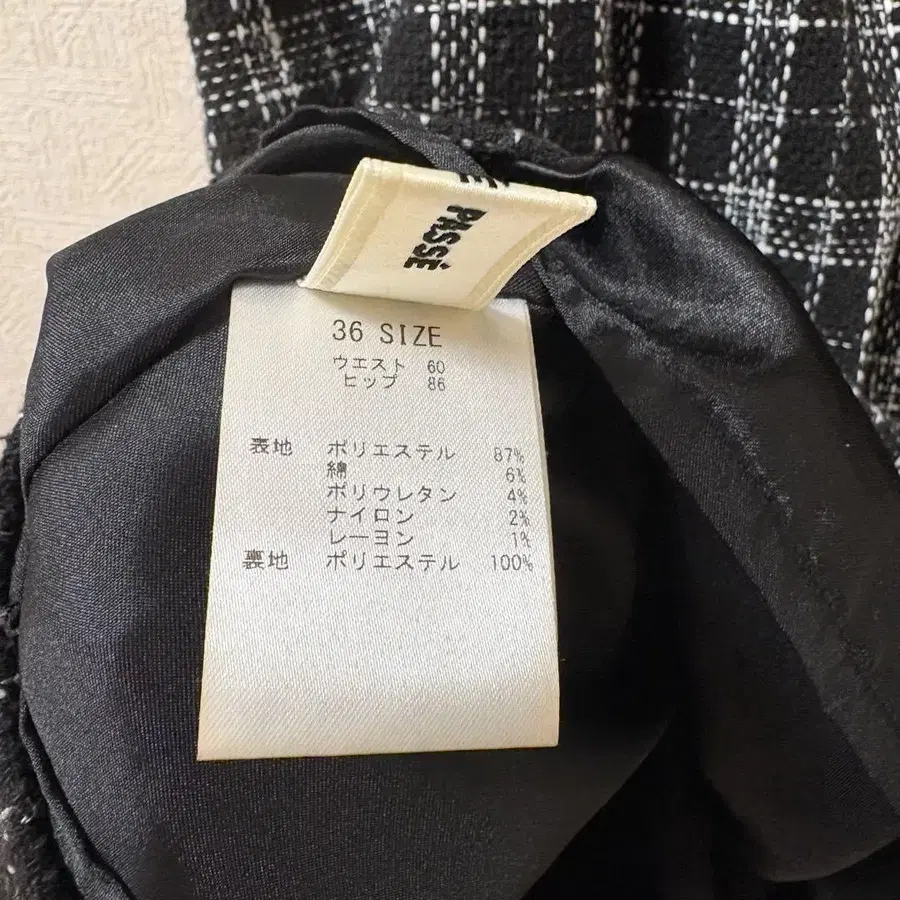 PASSÉ
36 SIZE
ウエスト 60
ヒップ 86
表地 ポリエステル 87%
綿 6%
ポリウレタン 4%
ナイロン 2%
レーヨン 1%
裏地 ポリエステル 100%